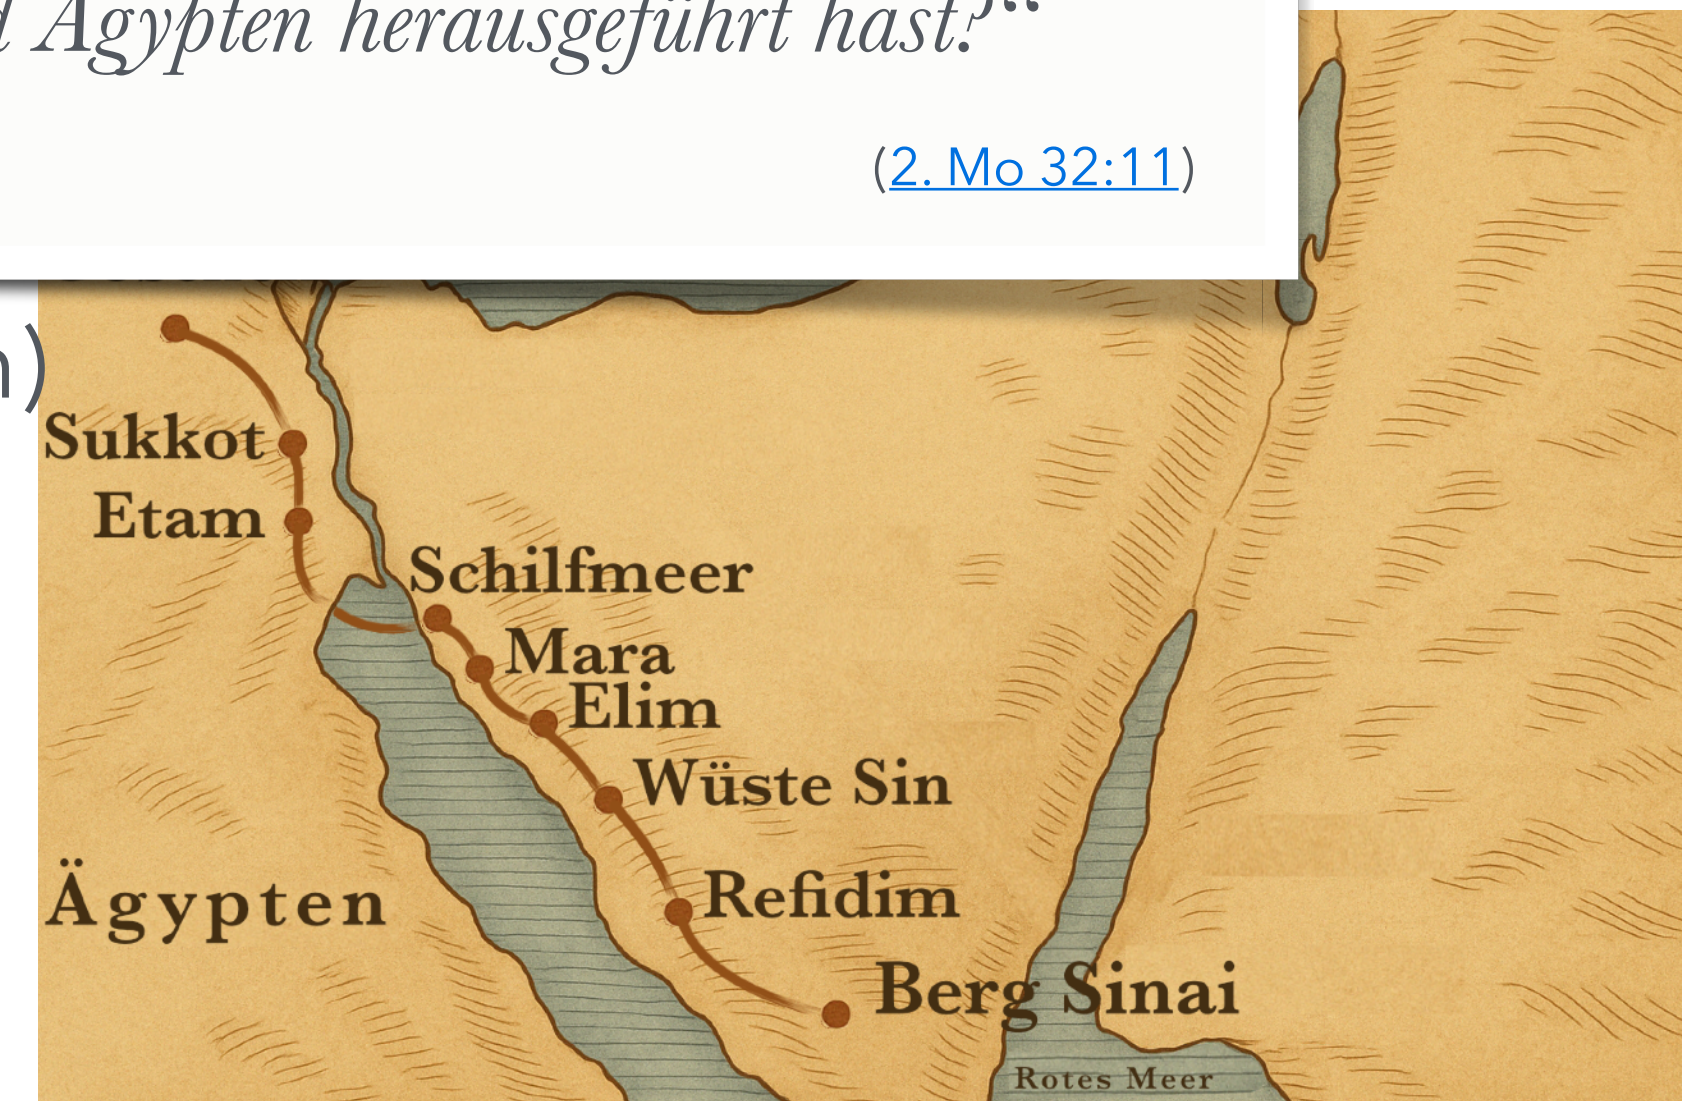 Ägypten herausgeführt hast?“
(2. Mo 32:11)
Sukkot
Etam
Schilfmeer
Mara
Elim
Wüste Sin
Refidim
Ägypten
Berg Sinai
Rotes Meer